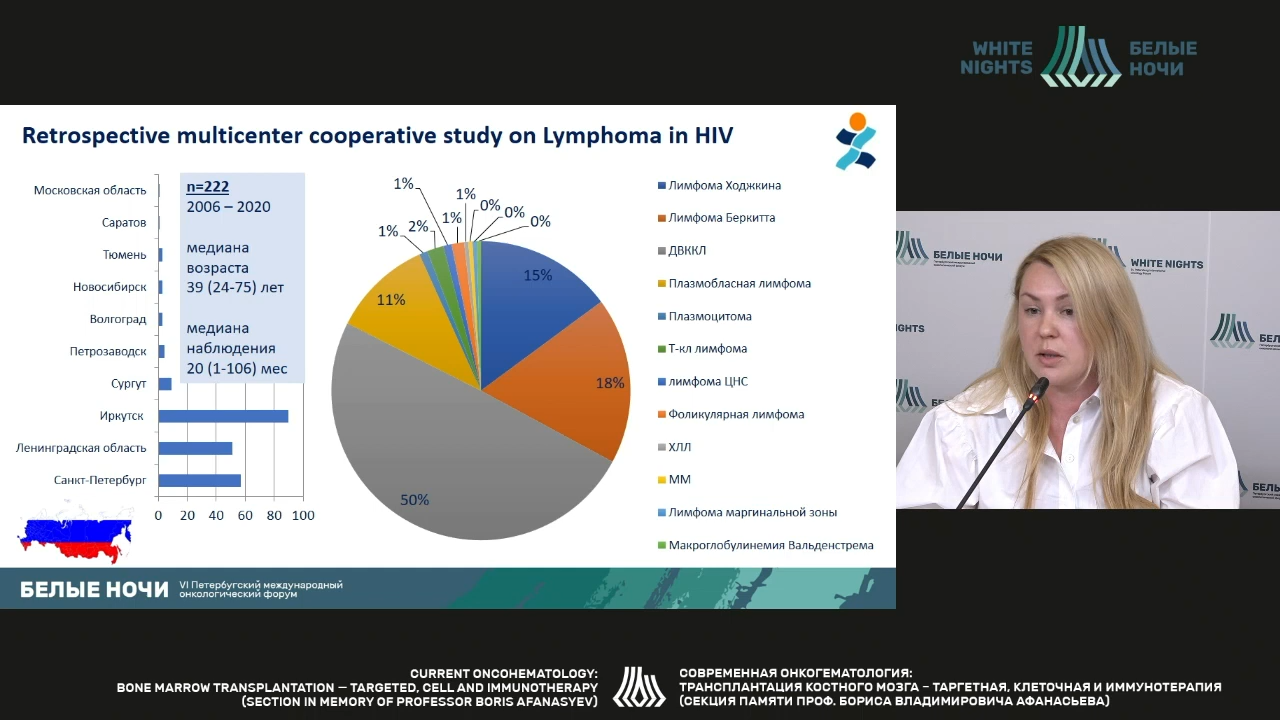 WHITE
NIGHTS
БЕЛЫЕ
НОЧИ
Retrospective multicenter cooperative study on Lymphoma in HIV
Московская область
Саратов
Тюмень
Новосибирск
Волгоград
Петрозаводск
Сургут
Иркутск
Ленинградская область
Санкт-Петербург
0 20 40 60 80 100
n=222
2006 – 2020
медиана
возраста
39 (24-75) лет
медиана
наблюдения
20 (1-106) мес
1%
1%
0%
0%
0%
1%
2%
1%
15%
11%
18%
50%
Лимфома Ходжкина
Лимфома Беркитта
ДВККЛ
Плазмобласная лимфома
Плазмоцитома
Т-кл лимфома
лимфома ЦНС
Фоликулярная лимфома
ХЛЛ
ММ
Лимфома маргинальной зоны
Макроглобулинемия Вальденстрема
БЕЛЫЕ НОЧИ
VI Петербугский международный
онкологический форум
БЕЛЫЕ НОЧИ
WHITE NIGHTS
NIGHTS
CURRENT ONCOHEMATOLOGY:
BONE MARROW TRANSPLANTATION — TARGETED, CELL AND IMMUNOTHERAPY
(SECTION IN MEMORY OF PROFESSOR BORIS AFANASYEV)
СОВРЕМЕННАЯ ОНКОГЕМАТОЛОГИЯ:
ТРАНСПЛАНТАЦИЯ КОСТНОГО МОЗГА – ТАРГЕТНАЯ, КЛЕТОЧНАЯ И ИММУНОТЕРАПИЯ
(СЕКЦИЯ ПАМЯТИ ПРОФ. БОРИСА ВЛАДИМИРОВИЧА АФАНАСЬЕВА)